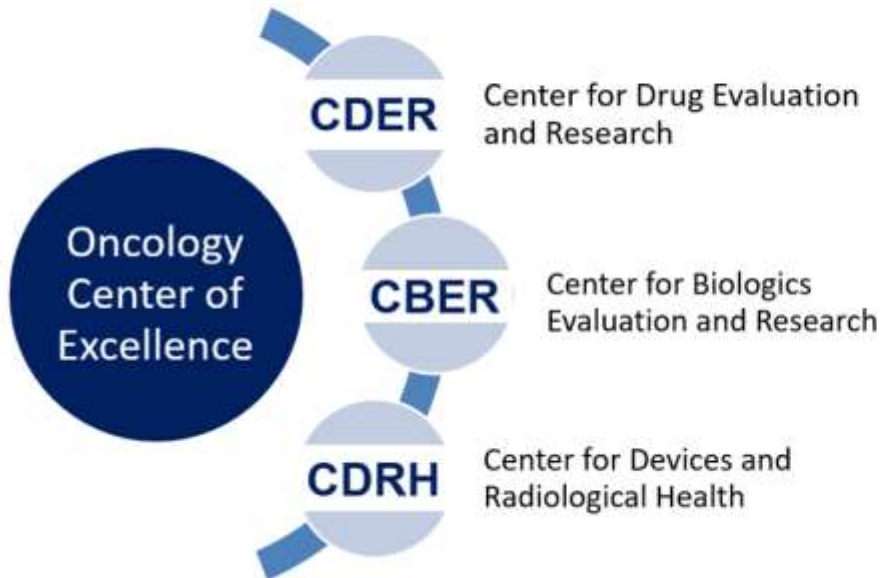 Oncology
Center of
Excellence
CDER
Center for Drug Evaluation
and Research
CBER
Center for Biologics
Evaluation and Research
CDRH
Center for Devices and
Radiological Health